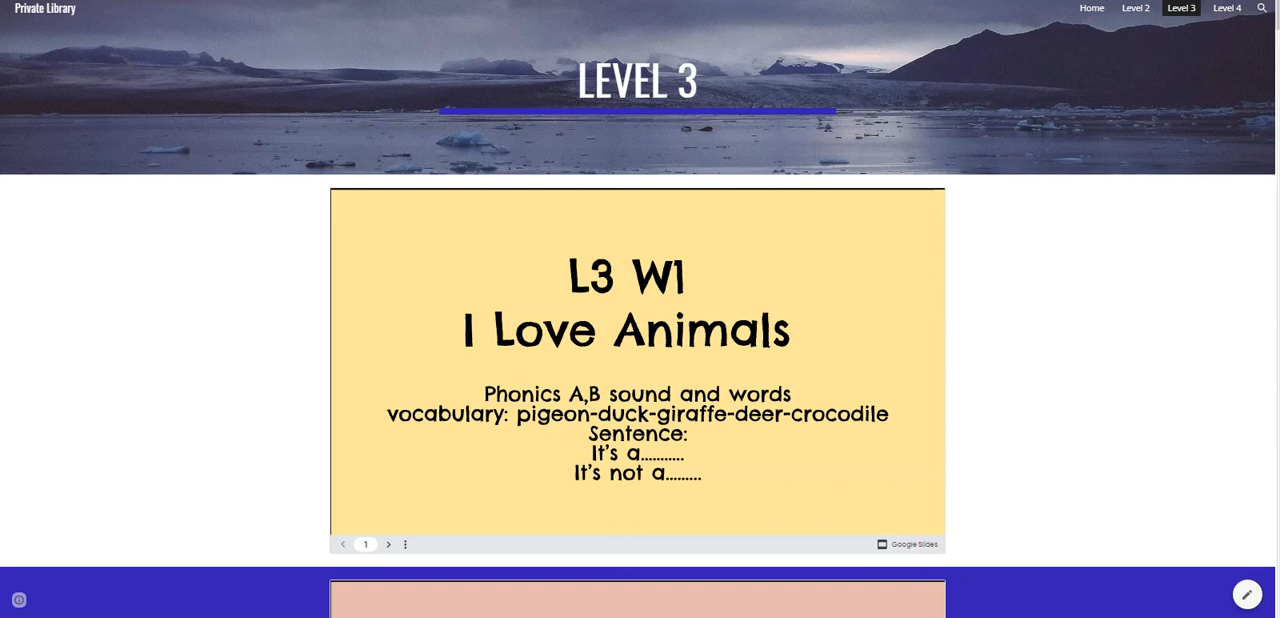 Private Library
Home Level 2 Level 3 Level 4
LEVEL 3
L3 W1
I Love Animals
Phonics A,B sound and words
vocabulary: pigeon-duck-giraffe-deer-crocodile
Sentence:
It's a...........
It's not a.........
1
Google Slides